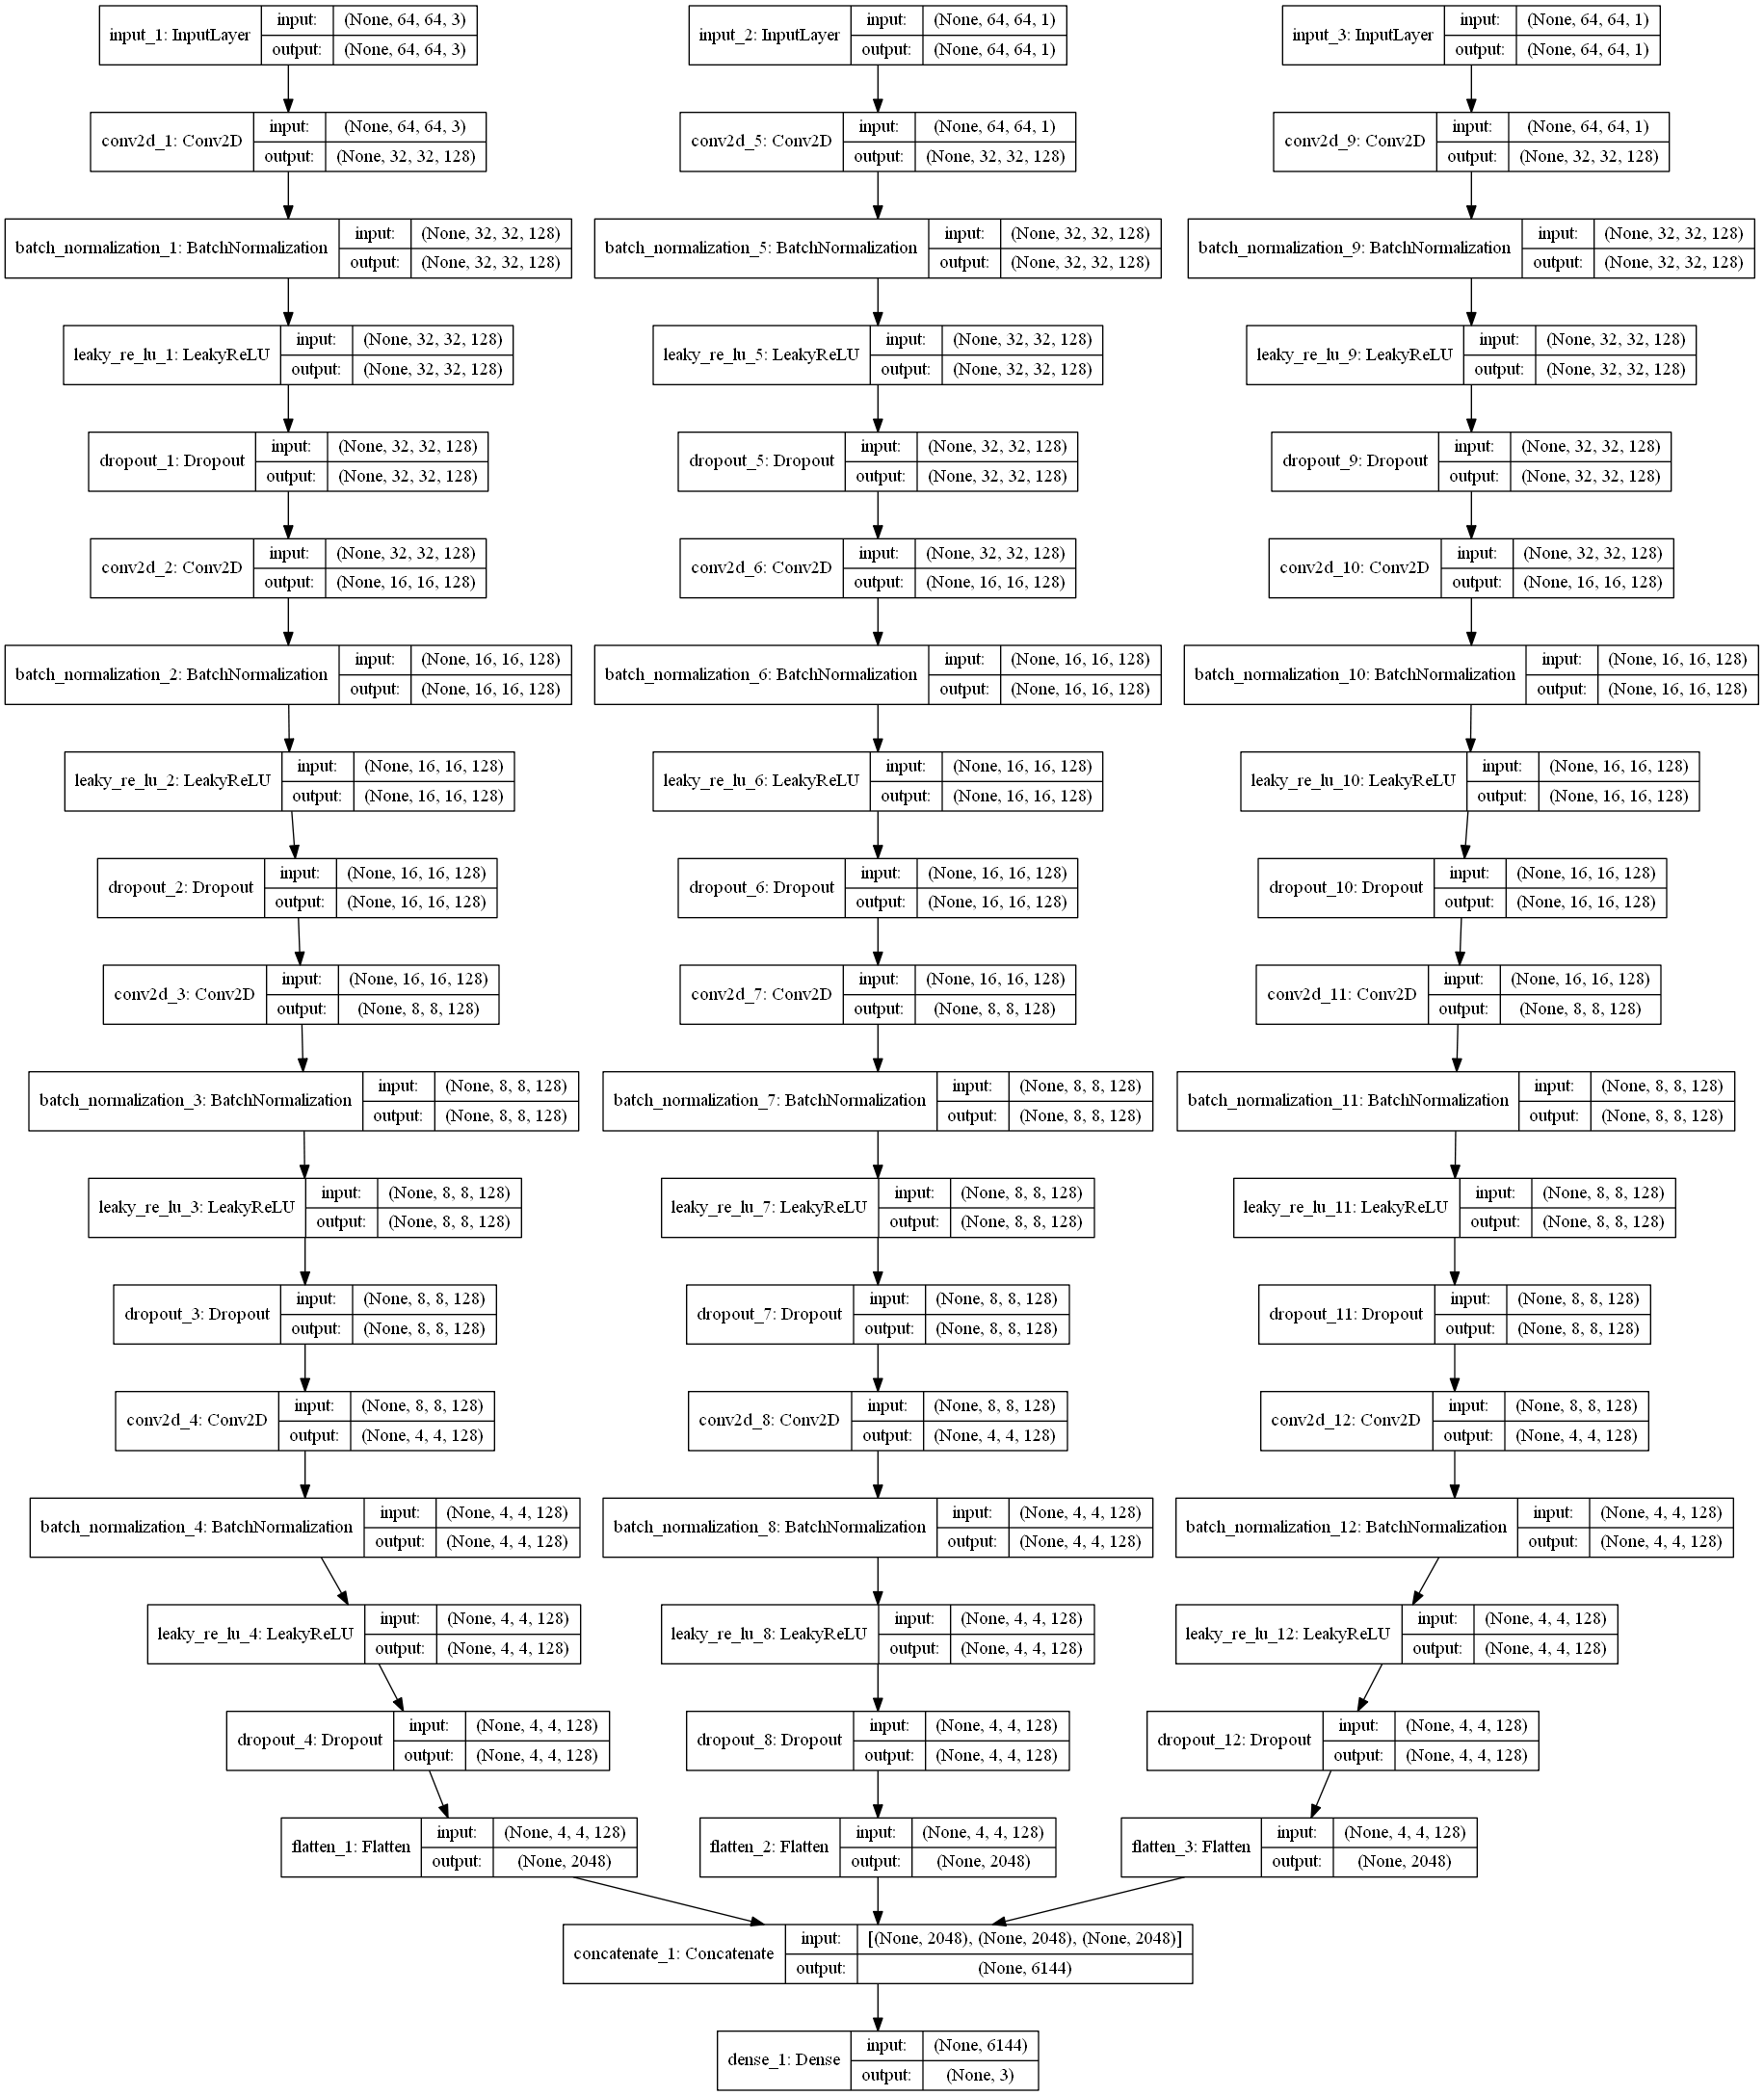 input_1: InputLayer input: (None, 64, 64, 3) output: (None, 64, 64, 3)
conv2d_1: Conv2D input: (None, 64, 64, 3) output: (None, 32, 32, 128)
batch_normalization_1: BatchNormalization input: (None, 32, 32, 128) output: (None, 32, 32, 128)
leaky_re_lu_1: LeakyReLU input: (None, 32, 32, 128) output: (None, 32, 32, 128)
dropout_1: Dropout input: (None, 32, 32, 128) output: (None, 32, 32, 128)
conv2d_2: Conv2D input: (None, 32, 32, 128) output: (None, 16, 16, 128)
batch_normalization_2: BatchNormalization input: (None, 16, 16, 128) output: (None, 16, 16, 128)
leaky_re_lu_2: LeakyReLU input: (None, 16, 16, 128) output: (None, 16, 16, 128)
dropout_2: Dropout input: (None, 16, 16, 128) output: (None, 16, 16, 128)
conv2d_3: Conv2D input: (None, 16, 16, 128) output: (None, 8, 8, 128)
batch_normalization_3: BatchNormalization input: (None, 8, 8, 128) output: (None, 8, 8, 128)
leaky_re_lu_3: LeakyReLU input: (None, 8, 8, 128) output: (None, 8, 8, 128)
dropout_3: Dropout input: (None, 8, 8, 128) output: (None, 8, 8, 128)
conv2d_4: Conv2D input: (None, 8, 8, 128) output: (None, 4, 4, 128)
batch_normalization_4: BatchNormalization input: (None, 4, 4, 128) output: (None, 4, 4, 128)
leaky_re_lu_4: LeakyReLU input: (None, 4, 4, 128) output: (None, 4, 4, 128)
dropout_4: Dropout input: (None, 4, 4, 128) output: (None, 4, 4, 128)
flatten_1: Flatten input: (None, 4, 4, 128) output: (None, 2048)
input_2: InputLayer input: (None, 64, 64, 1) output: (None, 64, 64, 1)
conv2d_5: Conv2D input: (None, 64, 64, 1) output: (None, 32, 32, 128)
batch_normalization_5: BatchNormalization input: (None, 32, 32, 128) output: (None, 32, 32, 128)
leaky_re_lu_5: LeakyReLU input: (None, 32, 32, 128) output: (None, 32, 32, 128)
dropout_5: Dropout input: (None, 32, 32, 128) output: (None, 32, 32, 128)
conv2d_6: Conv2D input: (None, 32, 32, 128) output: (None, 16, 16, 128)
batch_normalization_6: BatchNormalization input: (None, 16, 16, 128) output: (None, 16, 16, 128)
leaky_re_lu_6: LeakyReLU input: (None, 16, 16, 128) output: (None, 16, 16, 128)
dropout_6: Dropout input: (None, 16, 16, 128) output: (None, 16, 16, 128)
conv2d_7: Conv2D input: (None, 16, 16, 128) output: (None, 8, 8, 128)
batch_normalization_7: BatchNormalization input: (None, 8, 8, 128) output: (None, 8, 8, 128)
leaky_re_lu_7: LeakyReLU input: (None, 8, 8, 128) output: (None, 8, 8, 128)
dropout_7: Dropout input: (None, 8, 8, 128) output: (None, 8, 8, 128)
conv2d_8: Conv2D input: (None, 8, 8, 128) output: (None, 4, 4, 128)
batch_normalization_8: BatchNormalization input: (None, 4, 4, 128) output: (None, 4, 4, 128)
leaky_re_lu_8: LeakyReLU input: (None, 4, 4, 128) output: (None, 4, 4, 128)
dropout_8: Dropout input: (None, 4, 4, 128) output: (None, 4, 4, 128)
flatten_2: Flatten input: (None, 4, 4, 128) output: (None, 2048)
input_3: InputLayer input: (None, 64, 64, 1) output: (None, 64, 64, 1)
conv2d_9: Conv2D input: (None, 64, 64, 1) output: (None, 32, 32, 128)
batch_normalization_9: BatchNormalization input: (None, 32, 32, 128) output: (None, 32, 32, 128)
leaky_re_lu_9: LeakyReLU input: (None, 32, 32, 128) output: (None, 32, 32, 128)
dropout_9: Dropout input: (None, 32, 32, 128) output: (None, 32, 32, 128)
conv2d_10: Conv2D input: (None, 32, 32, 128) output: (None, 16, 16, 128)
batch_normalization_10: BatchNormalization input: (None, 16, 16, 128) output: (None, 16, 16, 128)
leaky_re_lu_10: LeakyReLU input: (None, 16, 16, 128) output: (None, 16, 16, 128)
dropout_10: Dropout input: (None, 16, 16, 128) output: (None, 16, 16, 128)
conv2d_11: Conv2D input: (None, 16, 16, 128) output: (None, 8, 8, 128)
batch_normalization_11: BatchNormalization input: (None, 8, 8, 128) output: (None, 8, 8, 128)
leaky_re_lu_11: LeakyReLU input: (None, 8, 8, 128) output: (None, 8, 8, 128)
dropout_11: Dropout input: (None, 8, 8, 128) output: (None, 8, 8, 128)
conv2d_12: Conv2D input: (None, 8, 8, 128) output: (None, 4, 4, 128)
batch_normalization_12: BatchNormalization input: (None, 4, 4, 128) output: (None, 4, 4, 128)
leaky_re_lu_12: LeakyReLU input: (None, 4, 4, 128) output: (None, 4, 4, 128)
dropout_12: Dropout input: (None, 4, 4, 128) output: (None, 4, 4, 128)
flatten_3: Flatten input: (None, 4, 4, 128) output: (None, 2048)
concatenate_1: Concatenate input: [(None, 2048), (None, 2048), (None, 2048)] output: (None, 6144)
dense_1: Dense input: (None, 6144) output: (None, 3)